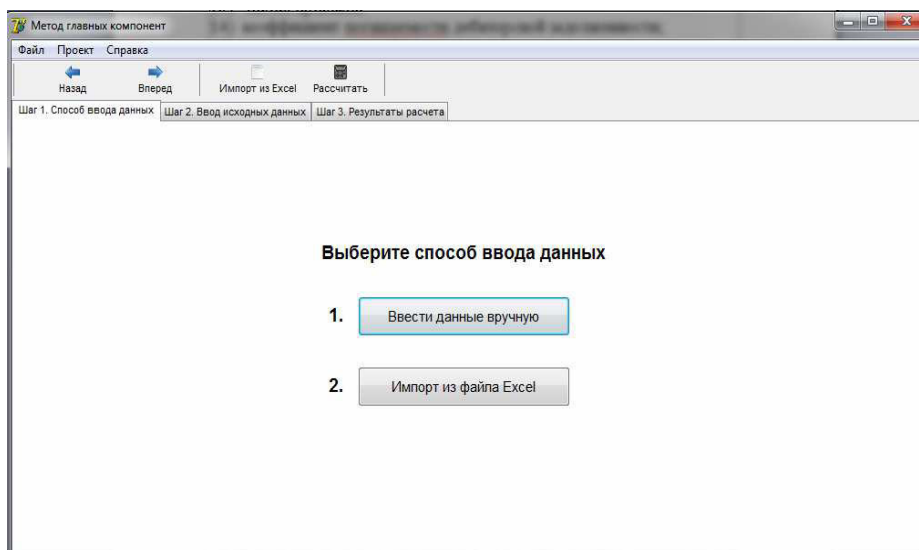 Метод главных компонент
Файл Проект Справка
Назад Вперед Импорт из Excel Рассчитать
Шаг 1. Способ ввода данных Шаг 2. Ввод исходных данных Шаг 3. Результаты расчета
Выберите способ ввода данных
1. Ввести данные вручную
2. Импорт из файла Excel